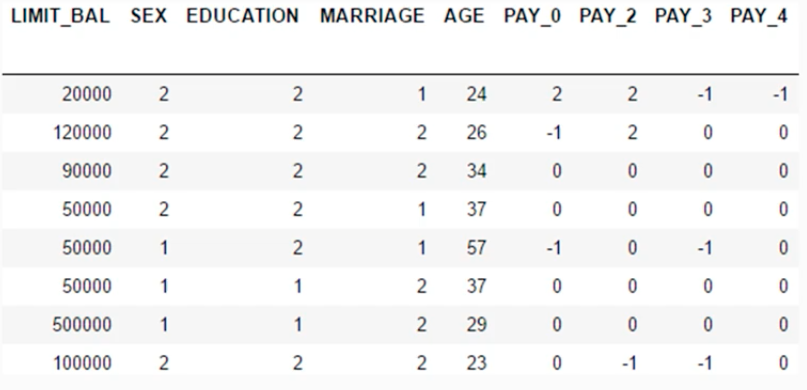 LIMIT_BAL SEX EDUCATION MARRIAGE AGE PAY_0 PAY_2 PAY_3 PAY_4
20000 2 2 1 24 2 2 -1 -1
120000 2 2 2 26 -1 2 0 0
90000 2 2 2 34 0 0 0 0
50000 2 2 1 37 0 0 0 0
50000 1 2 1 57 -1 0 -1 0
50000 1 1 2 37 0 0 0 0
500000 1 1 2 29 0 0 0 0
100000 2 2 2 23 0 -1 -1 0